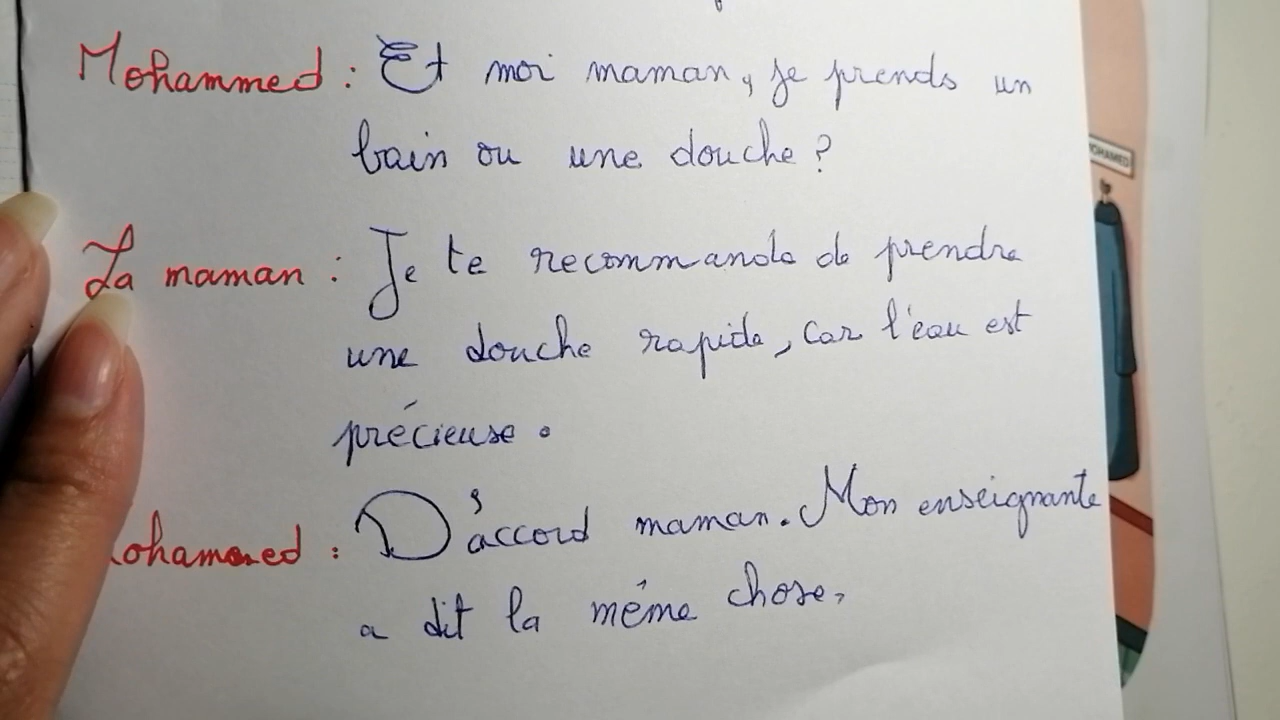 Mohammed : Et moi maman, je prends un
bain ou une douche ?
La maman : Je te recommande de prendre
une douche rapide, car l'eau est
précieuse.
ohammed : D'accord maman. Mon enseignante
a dit la même chose.
OHAMED